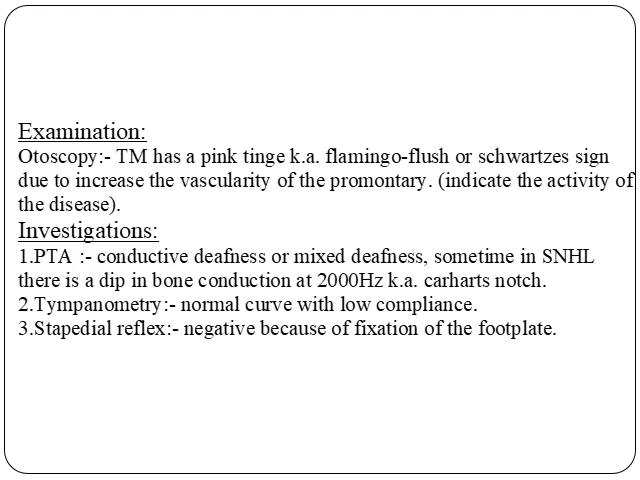 Examination:
Otoscopy:- TM has a pink tinge k.a. flamingo-flush or schwartzes sign
due to increase the vascularity of the promontary. (indicate the activity of
the disease).
Investigations:
1.PTA :- conductive deafness or mixed deafness, sometime in SNHL
there is a dip in bone conduction at 2000Hz k.a. carharts notch.
2.Tympanometry:- normal curve with low compliance.
3.Stapedial reflex:- negative because of fixation of the footplate.